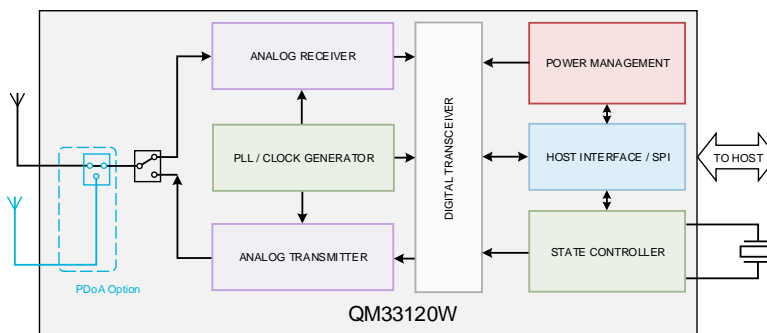 ANALOG RECEIVER
POWER MANAGEMENT
DIGITAL TRANSCEIVER
PLL / CLOCK GENERATOR
HOST INTERFACE / SPI
TO HOST
ANALOG TRANSMITTER
STATE CONTROLLER
PDoA Option
QM33120W